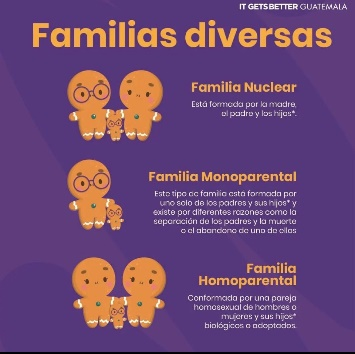 IT GETS BETTER GUATEMALA
Familias diversas
Familia Nuclear
Está formada por la madre,
el padre y los hijos*.
Familia Monoparental
Este tipo de familia está formada por
uno solo de los padres y sus hijos* y
existe por diferentes razones como la
separación de los padres y la muerte
o el abandono de uno de ellos
Familia
Homoparental
Conformada por una pareja
homosexual de hombres o
mujeres y sus hijos*
biológicos o adoptados.